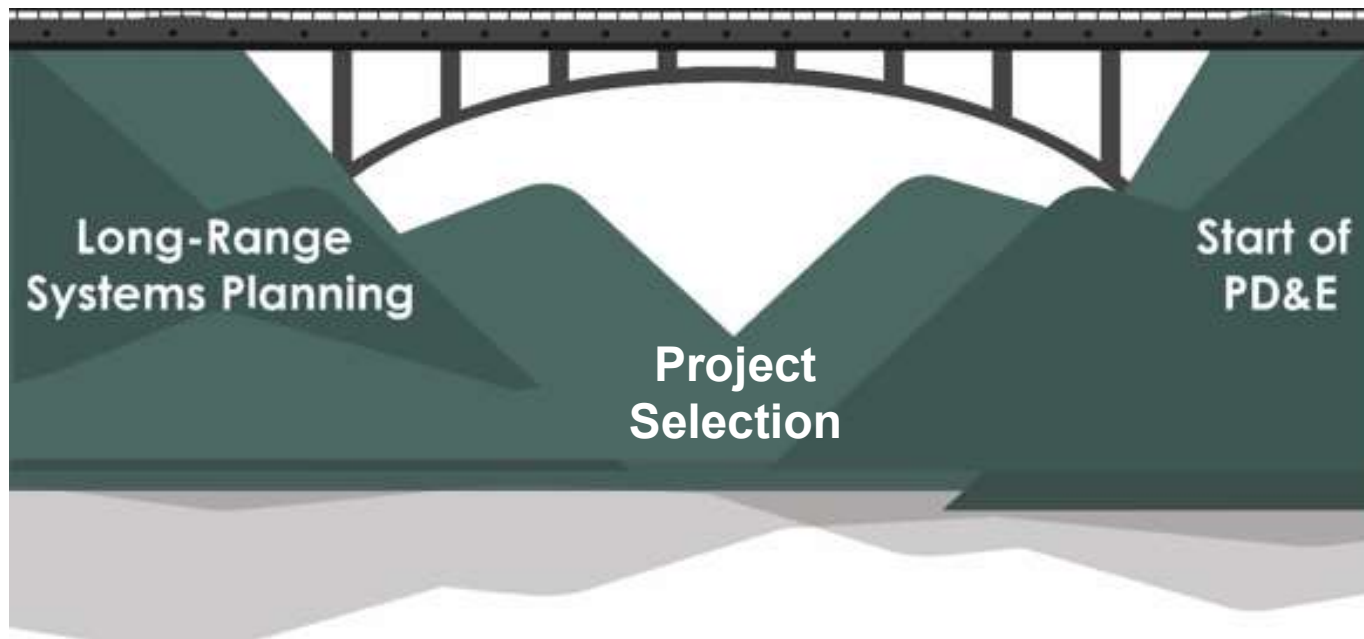 Long-Range
Systems Planning
Project
Selection
Start of
PD&E